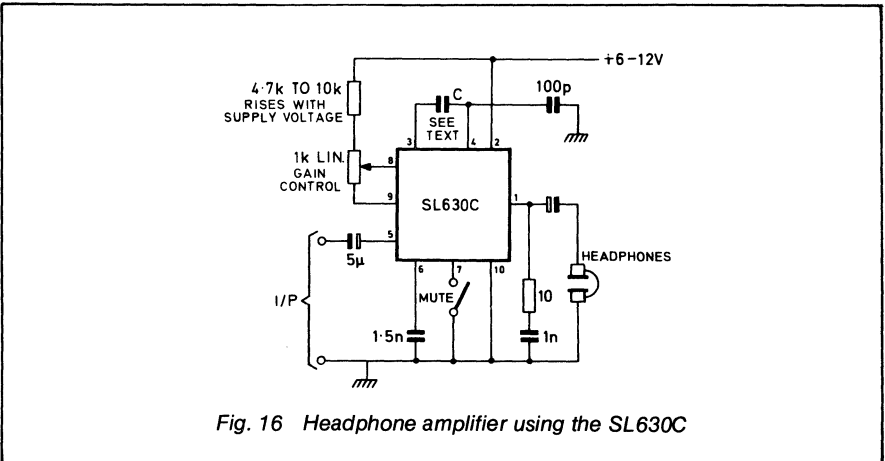 +6-12V
4·7k TO 10k
RISES WITH
SUPPLY VOLTAGE
C
100p
SEE
TEXT
3
4
2
1k LIN.
GAIN
CONTROL
8
9
SL630C
1
5
5μ
HEADPHONES
6
7
10
I/P
MUTE
10
1·5n
1n
Fig. 16 Headphone amplifier using the SL630C